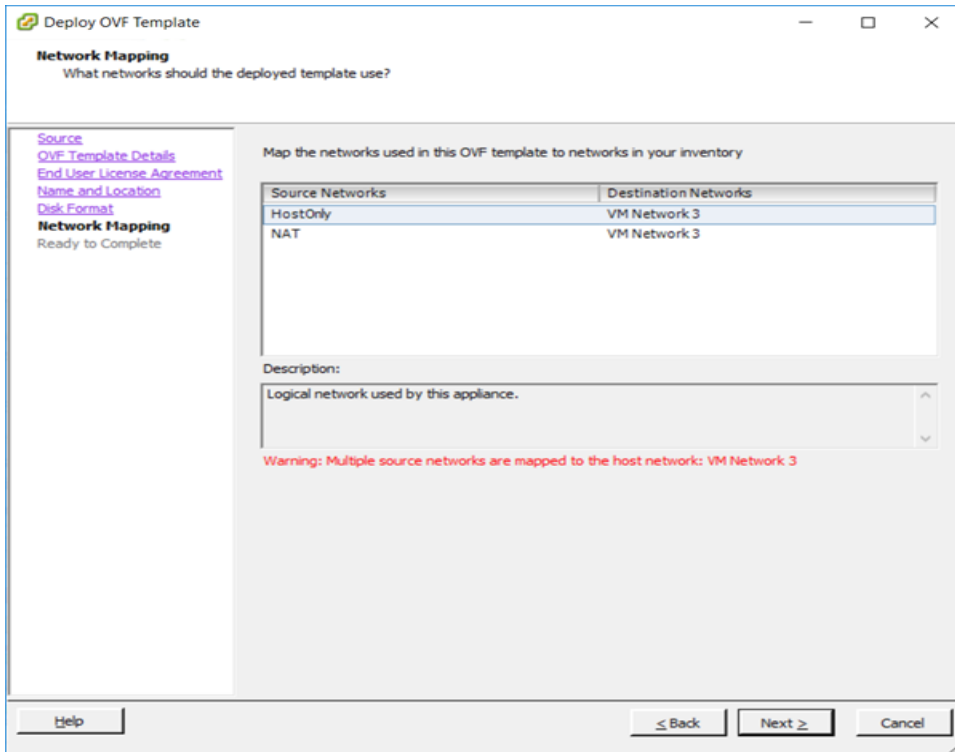 Deploy OVF Template
Network Mapping
What networks should the deployed template use?
Source
OVF Template Details
End User License Agreement
Name and Location
Disk Format
Network Mapping
Ready to Complete
Map the networks used in this OVF template to networks in your inventory
Source Networks Destination Networks
HostOnly VM Network 3
NAT VM Network 3
Description:
Logical network used by this appliance.
Warning: Multiple source networks are mapped to the host network: VM Network 3
Help < Back Next > Cancel